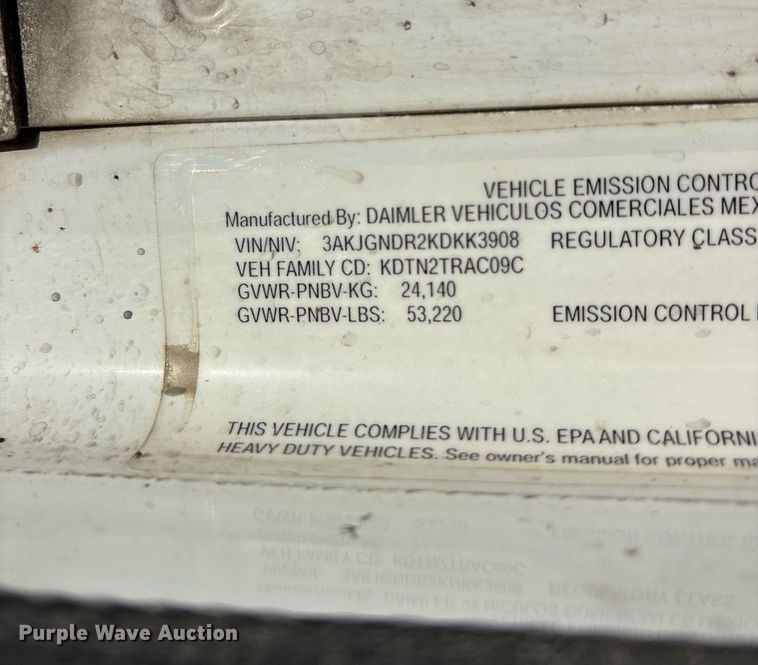 VEHICLE EMISSION CONTRO
Manufactured By: DAIMLER VEHICULOS COMERCIALES MEX
VIN/NIV: 3AKJGNDR2KDKK3908 REGULATORY CLASS
VEH FAMILY CD: KDTN2TRAC09C
GVWR-PNBV-KG: 24,140
GVWR-PNBV-LBS: 53,220 EMISSION CONTROL
THIS VEHICLE COMPLIES WITH U.S. EPA AND CALIFORNI
HEAVY DUTY VEHICLES. See owner's manual for proper ma
Purple Wave Auction